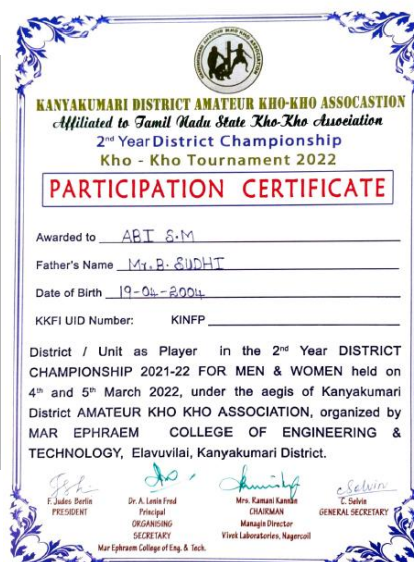 KANYAKUMARI DISTRICT AMATEUR KHO-KHO ASSOCASTION
Affiliated to Tamil Nadu State Kho-Kho Association
2nd Year District Championship
Kho - Kho Tournament 2022
PARTICIPATION CERTIFICATE
Awarded to ABI S.M
Father's Name Mr. B. SUDHI
Date of Birth 19-04-2004
KKFI UID Number: KINFP
District / Unit as Player in the 2nd Year DISTRICT
CHAMPIONSHIP 2021-22 FOR MEN & WOMEN held on
4th and 5th March 2022, under the aegis of Kanyakumari
District AMATEUR KHO KHO ASSOCIATION, organized by
MAR EPHRAEM COLLEGE OF ENGINEERING &
TECHNOLOGY, Elavuvilai, Kanyakumari District.
C. Selvin
F. Judes Berlin Dr. A. Lenin Fred Mrs. Ramani Kannan C. Selvin
PRESIDENT Principal CHAIRMAN GENERAL SECRETARY
ORGANISING Managin Director
SECRETARY Vivek Laboratories, Nagercoil
Mar Ephraem College of Eng. & Tech.